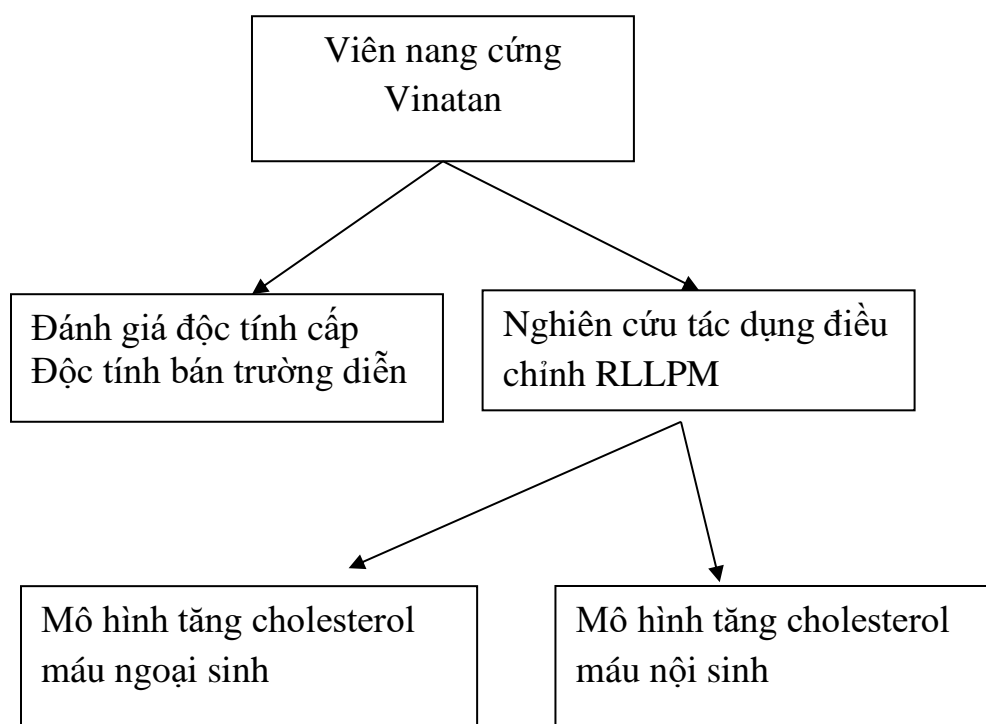 Viên nang cứng
Vinatan
Đánh giá độc tính cấp
Độc tính bán trường diễn
Nghiên cứu tác dụng điều
chỉnh RLLPM
Mô hình tăng cholesterol
máu ngoại sinh
Mô hình tăng cholesterol
máu nội sinh